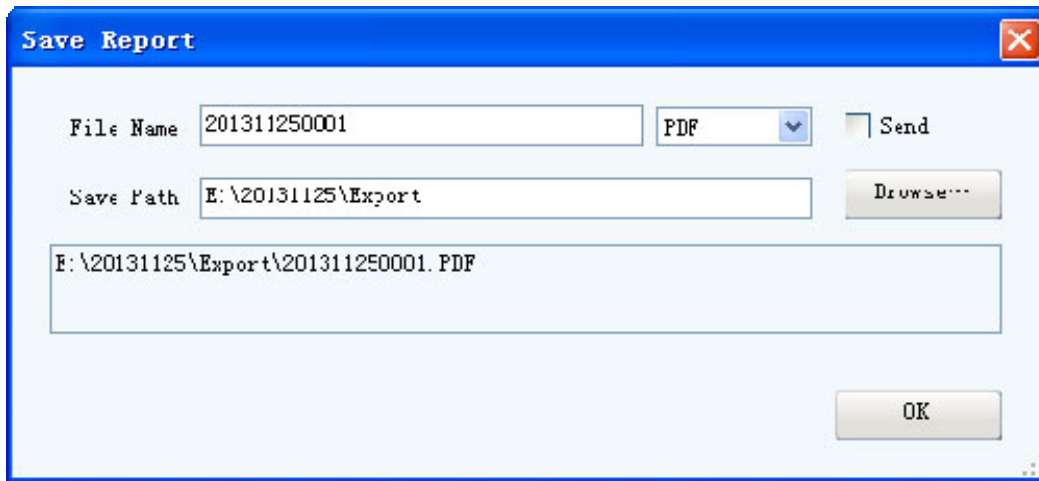 Save Report
File Name 201311250001 PDF Send
Save Path E:\20131125\Export Browse...
E:\20131125\Export\201311250001.PDF
OK